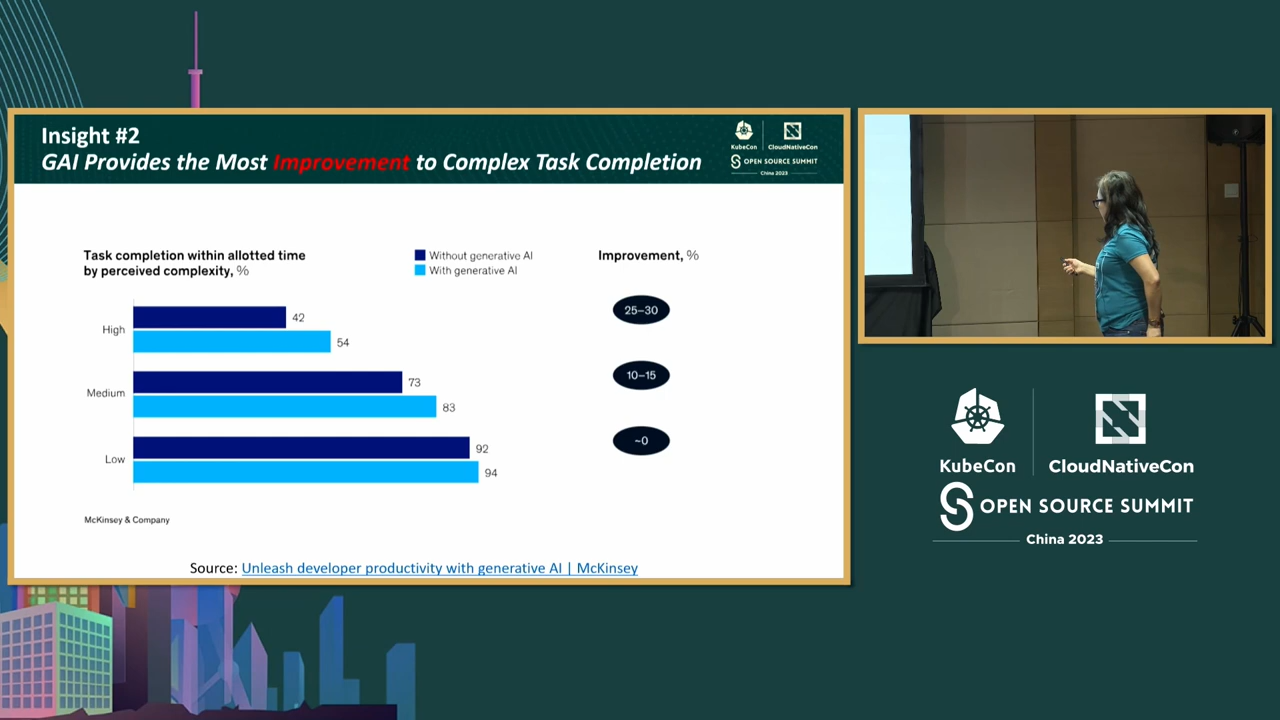 Insight #2
GAI Provides the Most Improvement to Complex Task Completion
KubeCon
CloudNativeCon
OPEN SOURCE SUMMIT
China 2023
Task completion within allotted time
by perceived complexity, %
Without generative AI
With generative AI
Improvement, %
High
42
54
25–30
Medium
73
83
10–15
Low
92
94
~0
McKinsey & Company
Source: Unleash developer productivity with generative AI | McKinsey
KubeCon
CloudNativeCon
OPEN SOURCE SUMMIT
China 2023